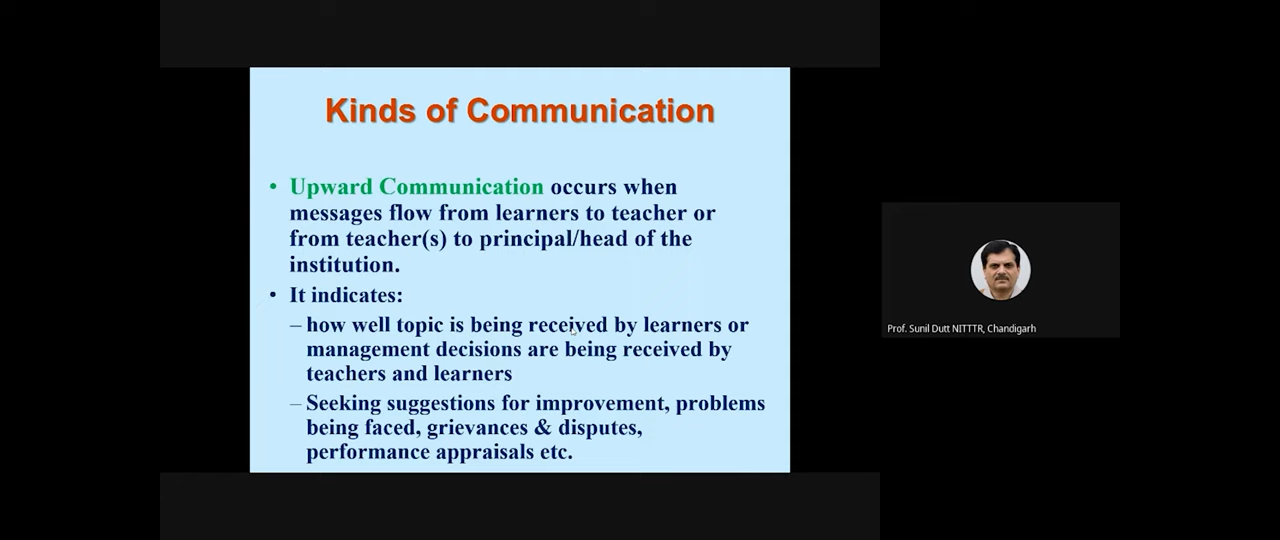 Kinds of Communication
• Upward Communication occurs when
messages flow from learners to teacher or
from teacher(s) to principal/head of the
institution.
• It indicates:
– how well topic is being received by learners or
management decisions are being received by
teachers and learners
– Seeking suggestions for improvement, problems
being faced, grievances & disputes,
performance appraisals etc.
Prof. Sunil Dutt NITTTR, Chandigarh